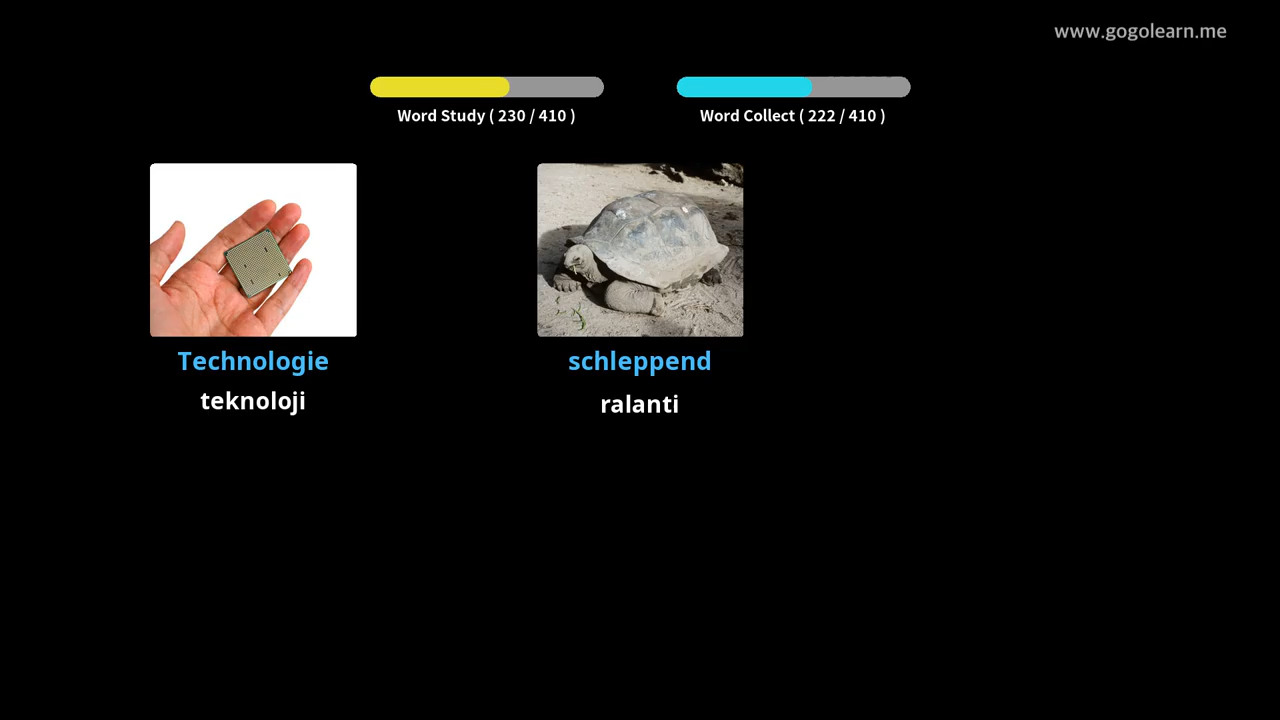 www.gogolearn.me
Word Study ( 230 / 410 )
Word Collect ( 222 / 410 )
Technologie
teknoloji
schleppend
ralanti